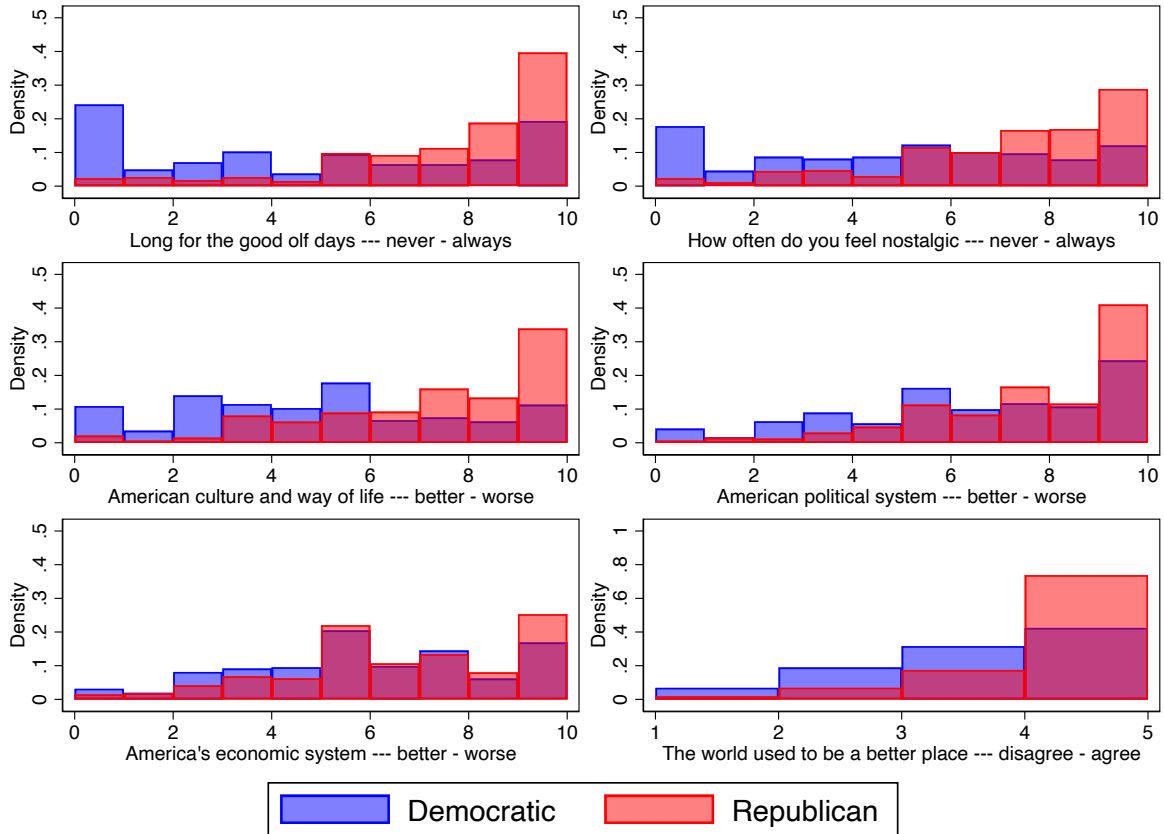 Density
.5
.4
.3
.2
.1
0
0 2 4 6 8 10
Long for the good olf days --- never - always
Density
.5
.4
.3
.2
.1
0
0 2 4 6 8 10
How often do you feel nostalgic --- never - always
Density
.5
.4
.3
.2
.1
0
0 2 4 6 8 10
American culture and way of life --- better - worse
Density
.5
.4
.3
.2
.1
0
0 2 4 6 8 10
American political system --- better - worse
Density
.5
.4
.3
.2
.1
0
0 2 4 6 8 10
America's economic system --- better - worse
Density
1
.8
.6
.4
.2
0
1 2 3 4 5
The world used to be a better place --- disagree - agree
Democratic Republican